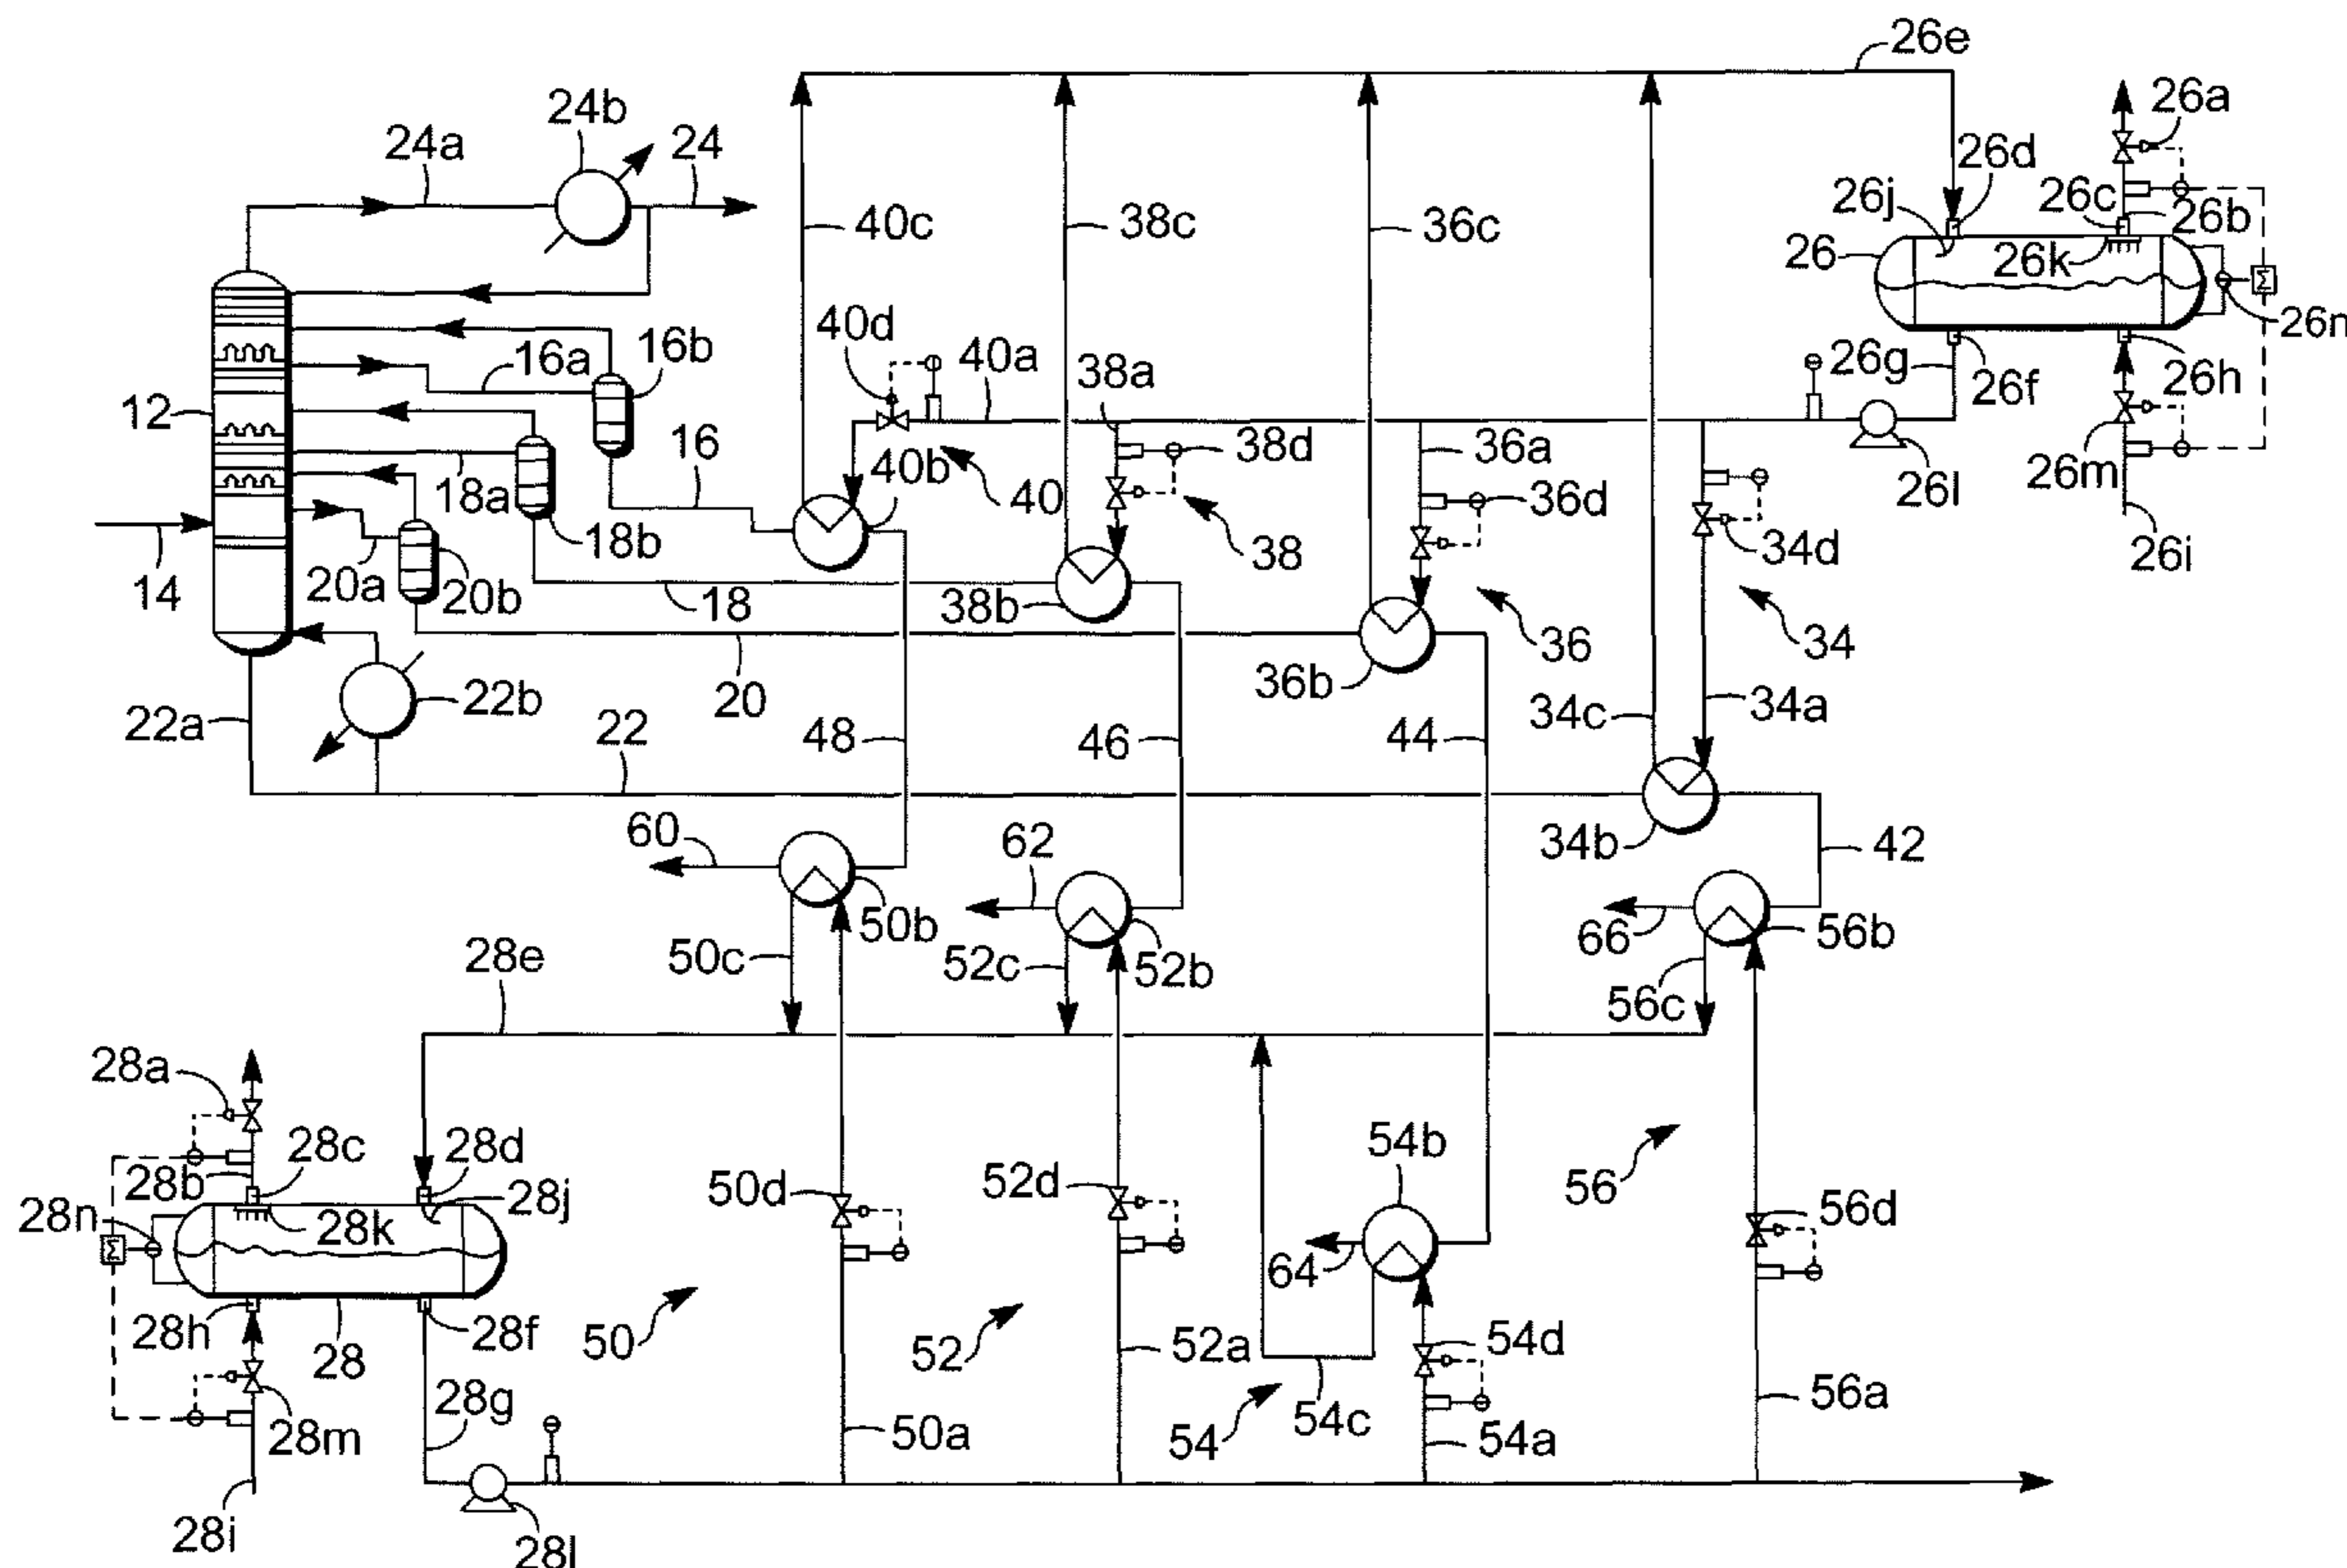 26e
24b
24a
24
26a
26d
26j
26c
26b
26
26k
40c
38c
36c
26n
Σ
40d
16a
16b
40a
38a
26g
26f
26h
12
16
38d
36a
18a
40b
40
26l
26m
36d
14
20a
20b
18b
38
34d
26i
18
38b
36
34
20
36b
22a
22b
22
48
46
34c
44
34a
60
62
34b
42
50b
66
56b
28e
50c
52c
52b
56c
28a
28c
28d
54b
28b
28j
50d
52d
56
28n
28k
56d
Σ
64
28h
28
28f
50
52
52a
54d
28g
54
54c
56a
28m
50a
54a
28i
28l